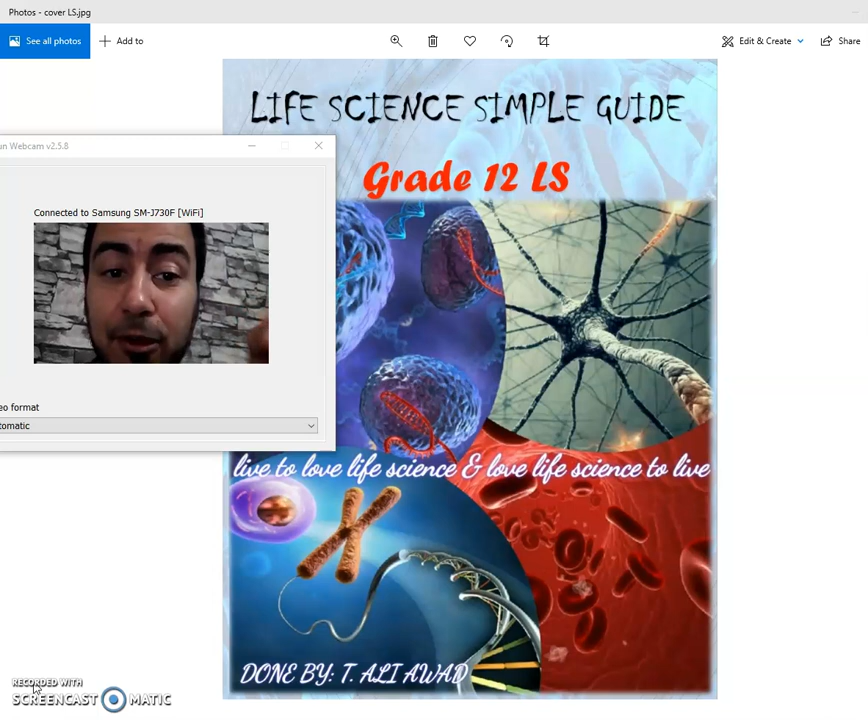 Photos - cover LS.jpg
See all photos
Add to
Edit & Create
Share
LIFE SCIENCE SIMPLE GUIDE
Grade 12 LS
Webcam v2.5.8
Connected to Samsung SM-J730F [WiFi]
format
live to love life science & love life science to live
DONE BY: T. ALI AWAD
RECORDED WITH
SCREENCAST MATIC